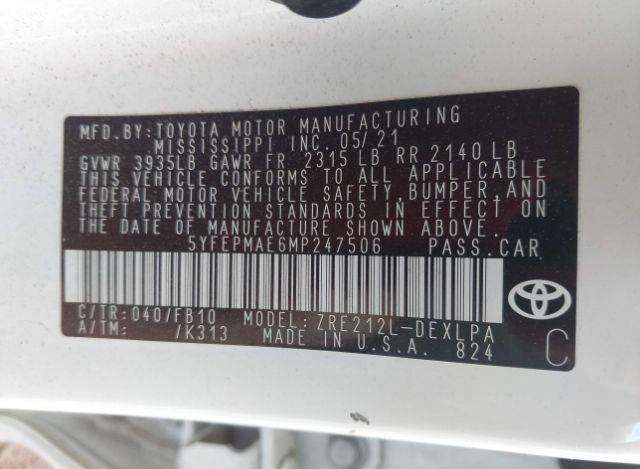 MFD.BY:TOYOTA MOTOR MANUFACTURING
MISSISSIPPI INC. 05/21
GVWR 3935LB GAWR FR 2315 LB RR 2140 LB
THIS VEHICLE CONFORMS TO ALL APPLICABLE
FEDERAL MOTOR VEHICLE SAFETY, BUMPER, AND
THEFT PREVENTION STANDARDS IN EFFECT ON
THE DATE OF MANUFACTURE SHOWN ABOVE.
5YFEPMAE6MP247506 PASS.CAR
C/TR:040/FB10 MODEL:ZRE212L-DEXLPA
A/TM: /K313 MADE IN U.S.A. 824
C